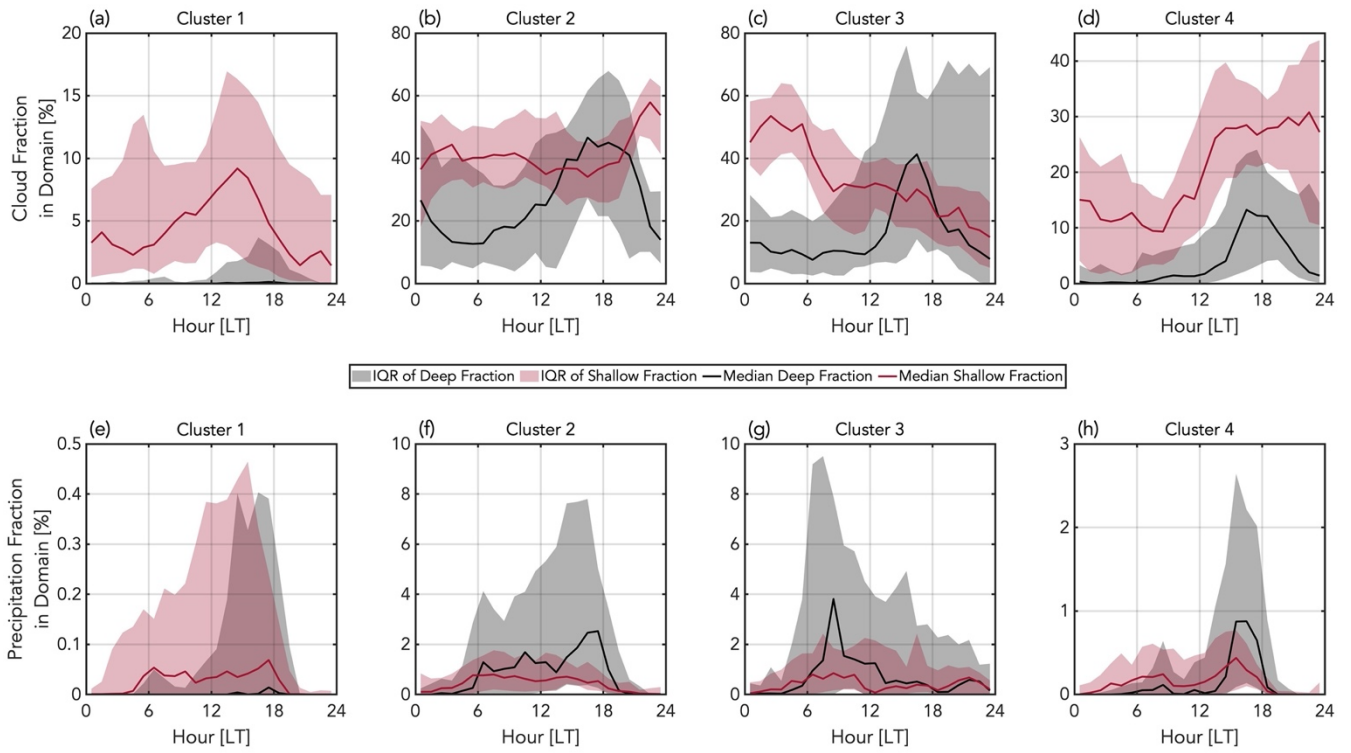 (a) Cluster 1
(b) Cluster 2
(c) Cluster 3
(d) Cluster 4
Cloud Fraction
in Domain [%]
20
15
10
5
0
0 6 12 18 24
Hour [LT]
80
60
40
20
0
0 6 12 18 24
Hour [LT]
80
60
40
20
0
0 6 12 18 24
Hour [LT]
40
30
20
10
0
0 6 12 18 24
Hour [LT]
IQR of Deep Fraction IQR of Shallow Fraction Median Deep Fraction Median Shallow Fraction
(e) Cluster 1
(f) Cluster 2
(g) Cluster 3
(h) Cluster 4
Precipitation Fraction
in Domain [%]
0.5
0.4
0.3
0.2
0.1
0
0 6 12 18 24
Hour [LT]
10
8
6
4
2
0
0 6 12 18 24
Hour [LT]
10
8
6
4
2
0
0 6 12 18 24
Hour [LT]
3
2
1
0
0 6 12 18 24
Hour [LT]